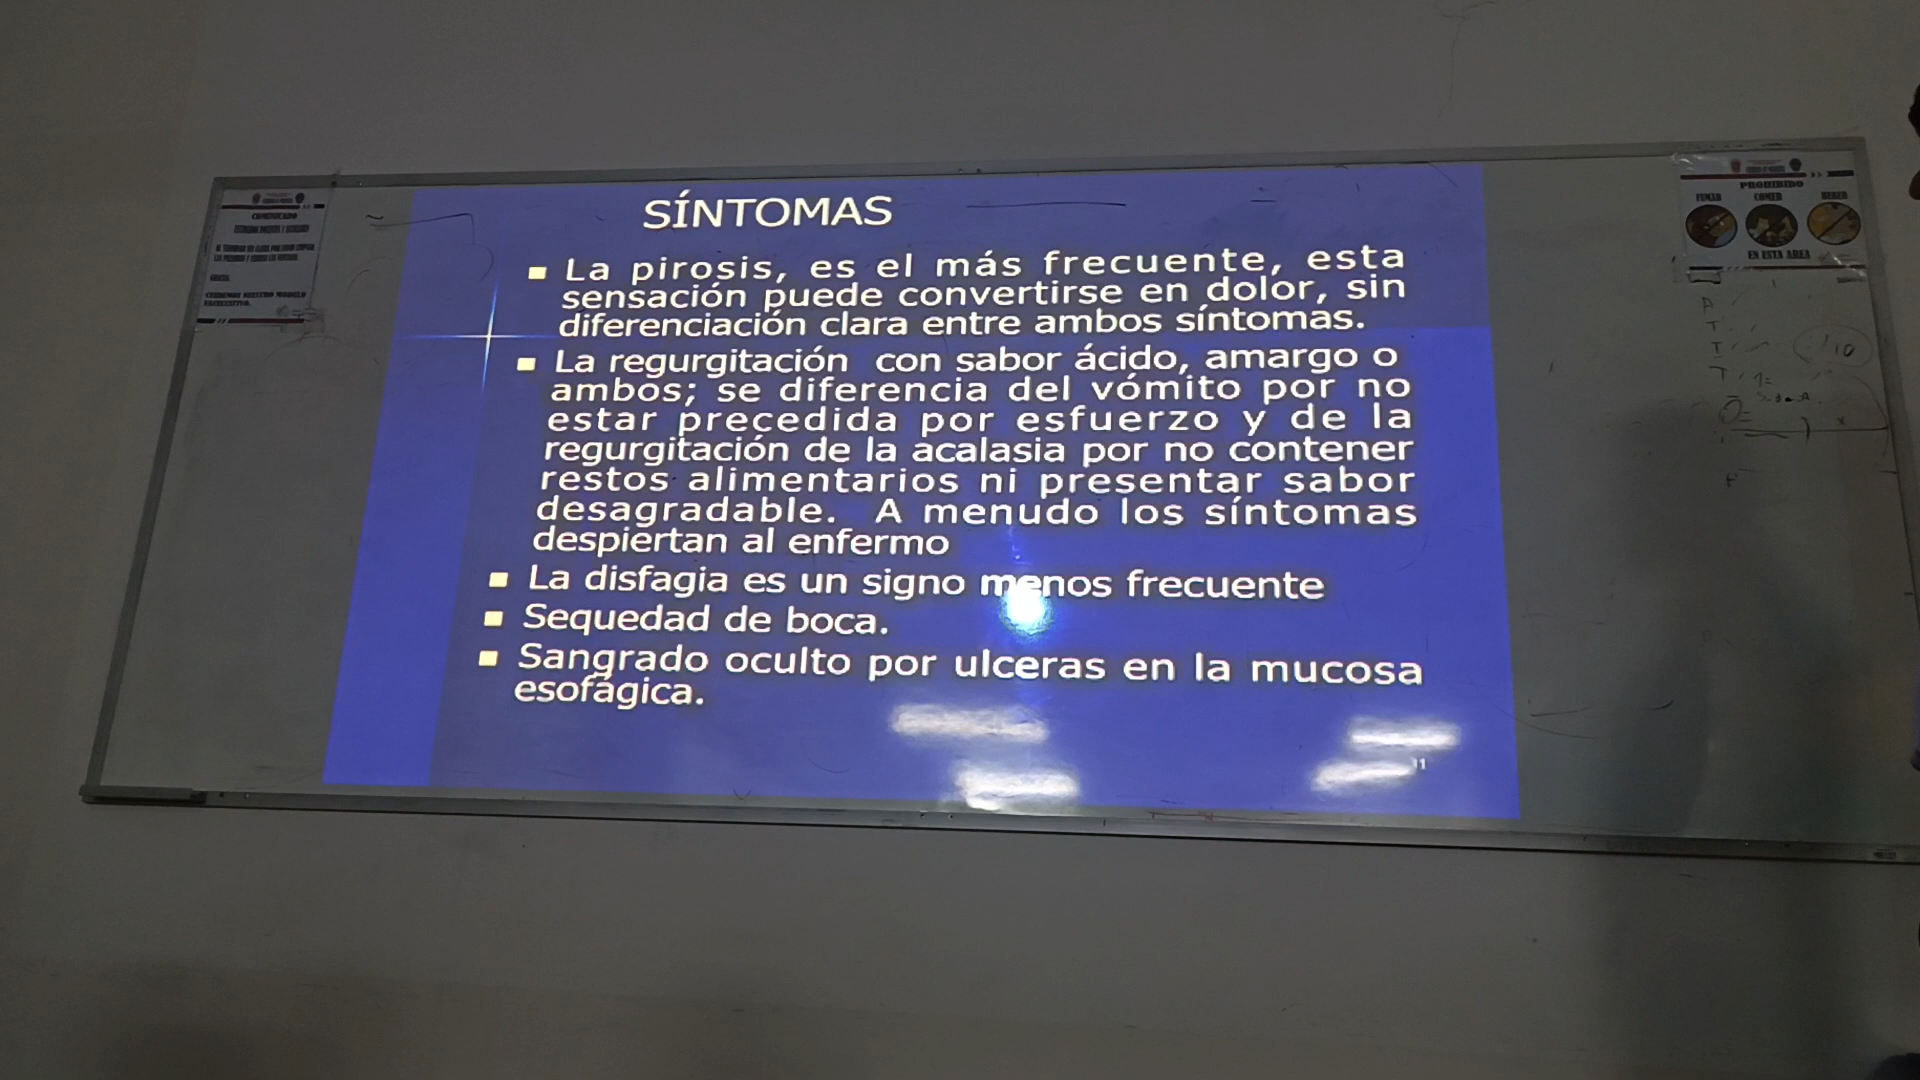 SÍNTOMAS
La pirosis, es el más frecuente, esta
sensación puede convertirse en dolor, sin
diferenciación clara entre ambos síntomas.
La regurgitación con sabor ácido, amargo o
ambos; se diferencia del vómito por no
estar precedida por esfuerzo y de la
regurgitación de la acalasia por no contener
restos alimentarios ni presentar sabor
desagradable. A menudo los síntomas
despiertan al enfermo
La disfagia es un signo menos frecuente
Sequedad de boca.
Sangrado oculto por ulceras en la mucosa
esofágica.
11
COMUNICADO
PROHIBIDO
FUMAR COMER BEBER
EN ESTA AREA